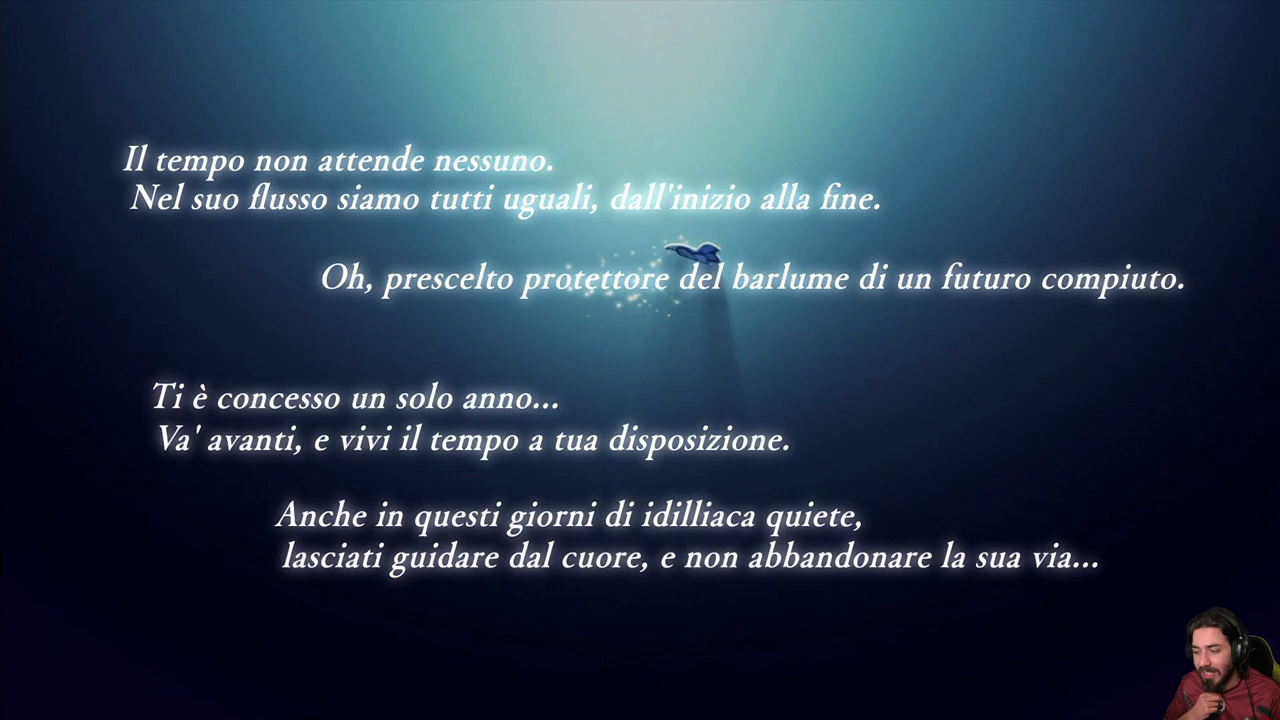 Il tempo non attende nessuno.
Nel suo flusso siamo tutti uguali, dall'inizio alla fine.
Oh, prescelto protettore del barlume di un futuro compiuto.
Ti è concesso un solo anno...
Va' avanti, e vivi il tempo a tua disposizione.
Anche in questi giorni di idilliaca quiete,
lasciati guidare dal cuore, e non abbandonare la sua via...